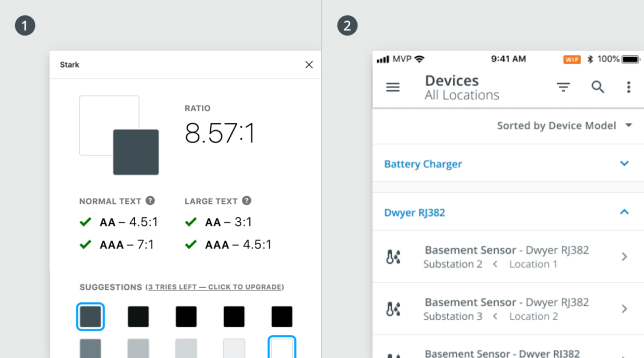 1
Stark
RATIO
8.57:1
NORMAL TEXT ?
LARGE TEXT ?
AA – 4.5:1
AA – 3:1
AAA – 7:1
AAA – 4.5:1
SUGGESTIONS (3 TRIES LEFT — CLICK TO UPGRADE)
2
MVP 9:41 AM WIP 100%
Devices
All Locations
Sorted by Device Model
Battery Charger
Dwyer RJ382
Basement Sensor - Dwyer RJ382
Substation 2 < Location 1
Basement Sensor - Dwyer RJ382
Substation 3 < Location 2
Basement Sensor - Dwyer RJ382